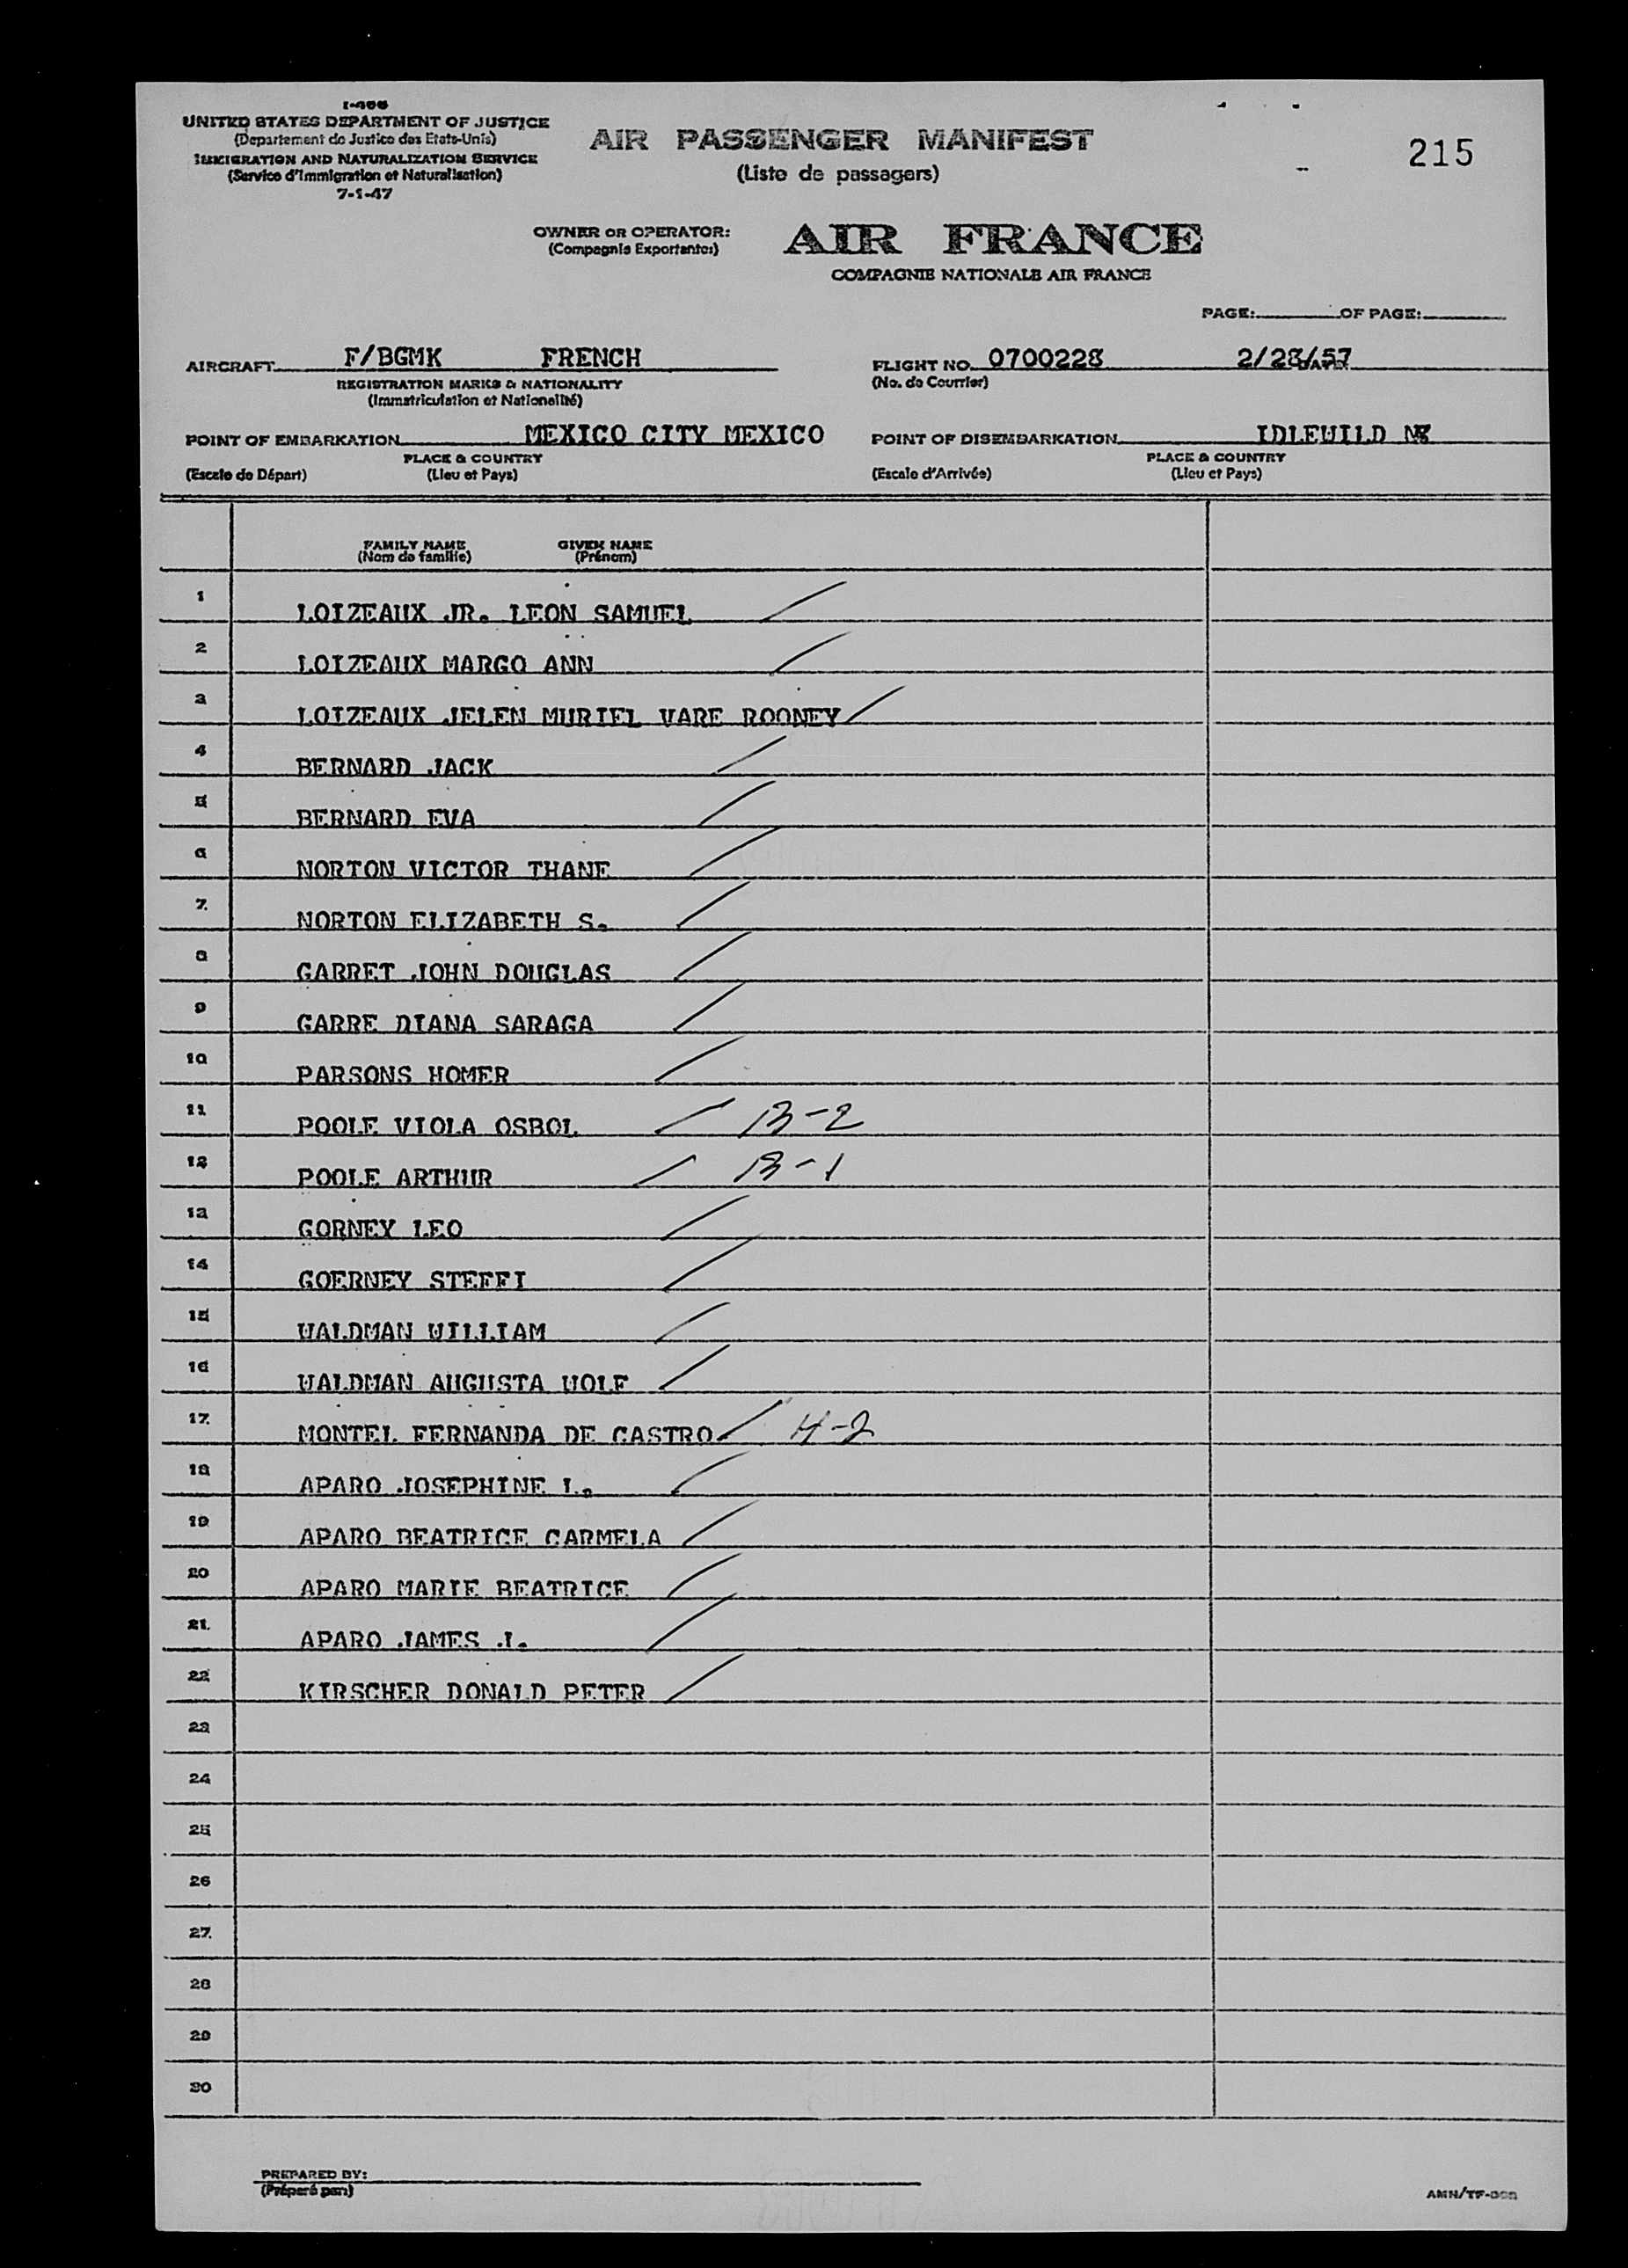 UNITED STATES DEPARTMENT OF JUSTICE
(Departement de Justice des Etats-Unis)
IMMIGRATION AND NATURALIZATION SERVICE
(Service d'Immigration et Naturalisation)
7-1-47
AIR PASSENGER MANIFEST
(Liste de passagers)
215
OWNER OR OPERATOR:
(Compagnie Exportante:)
AIR FRANCE
COMPAGNIE NATIONALE AIR FRANCE
PAGE: OF PAGE:
AIRCRAFT F/BGMK FRENCH
REGISTRATION MARKS & NATIONALITY
(Immatriculation et Nationalité)
FLIGHT NO. 0700228 2/28/57
(No. de Courrier)
POINT OF EMBARKATION MEXICO CITY MEXICO
PLACE & COUNTRY
(Escale de Départ) (Lieu et Pays)
POINT OF DISEMBARKATION IDLEWILD
PLACE & COUNTRY
(Escale d'Arrivée) (Lieu et Pays)
FAMILY NAME GIVEN NAME
(Nom de famille) (Prénom)
1 LOIZEAUX JR. LEON SAMUEL
2 LOIZEAUX MARGO ANN
3 LOIZEAUX JELEN MURIEL VARE ROONEY
4 BERNARD JACK
5 BERNARD EVA
6 NORTON VICTOR THANE
7. NORTON ELIZABETH S.
8 GARRET JOHN DOUGLAS
9 GARRE DIANA SARAGA
10 PARSONS HOMER
11 POOLE VIOLA OSBOL B-2
12 POOLE ARTHUR B-1
13 GORNEY LEO
14 GOERNEY STEFFI
15 WALDMAN WILLIAM
16 WALDMAN AUGUSTA WOLF
17. MONTEL FERNANDA DE CASTRO H-2
18 APARO JOSEPHINE L.
19 APARO BEATRICE CARMELA
20 APARO MARIE BEATRICE
21. APARO JAMES J.
22 KIRSCHER DONALD PETER
23
24
25
26
27.
28
29
30
PREPARED BY:
(Préparé par:)